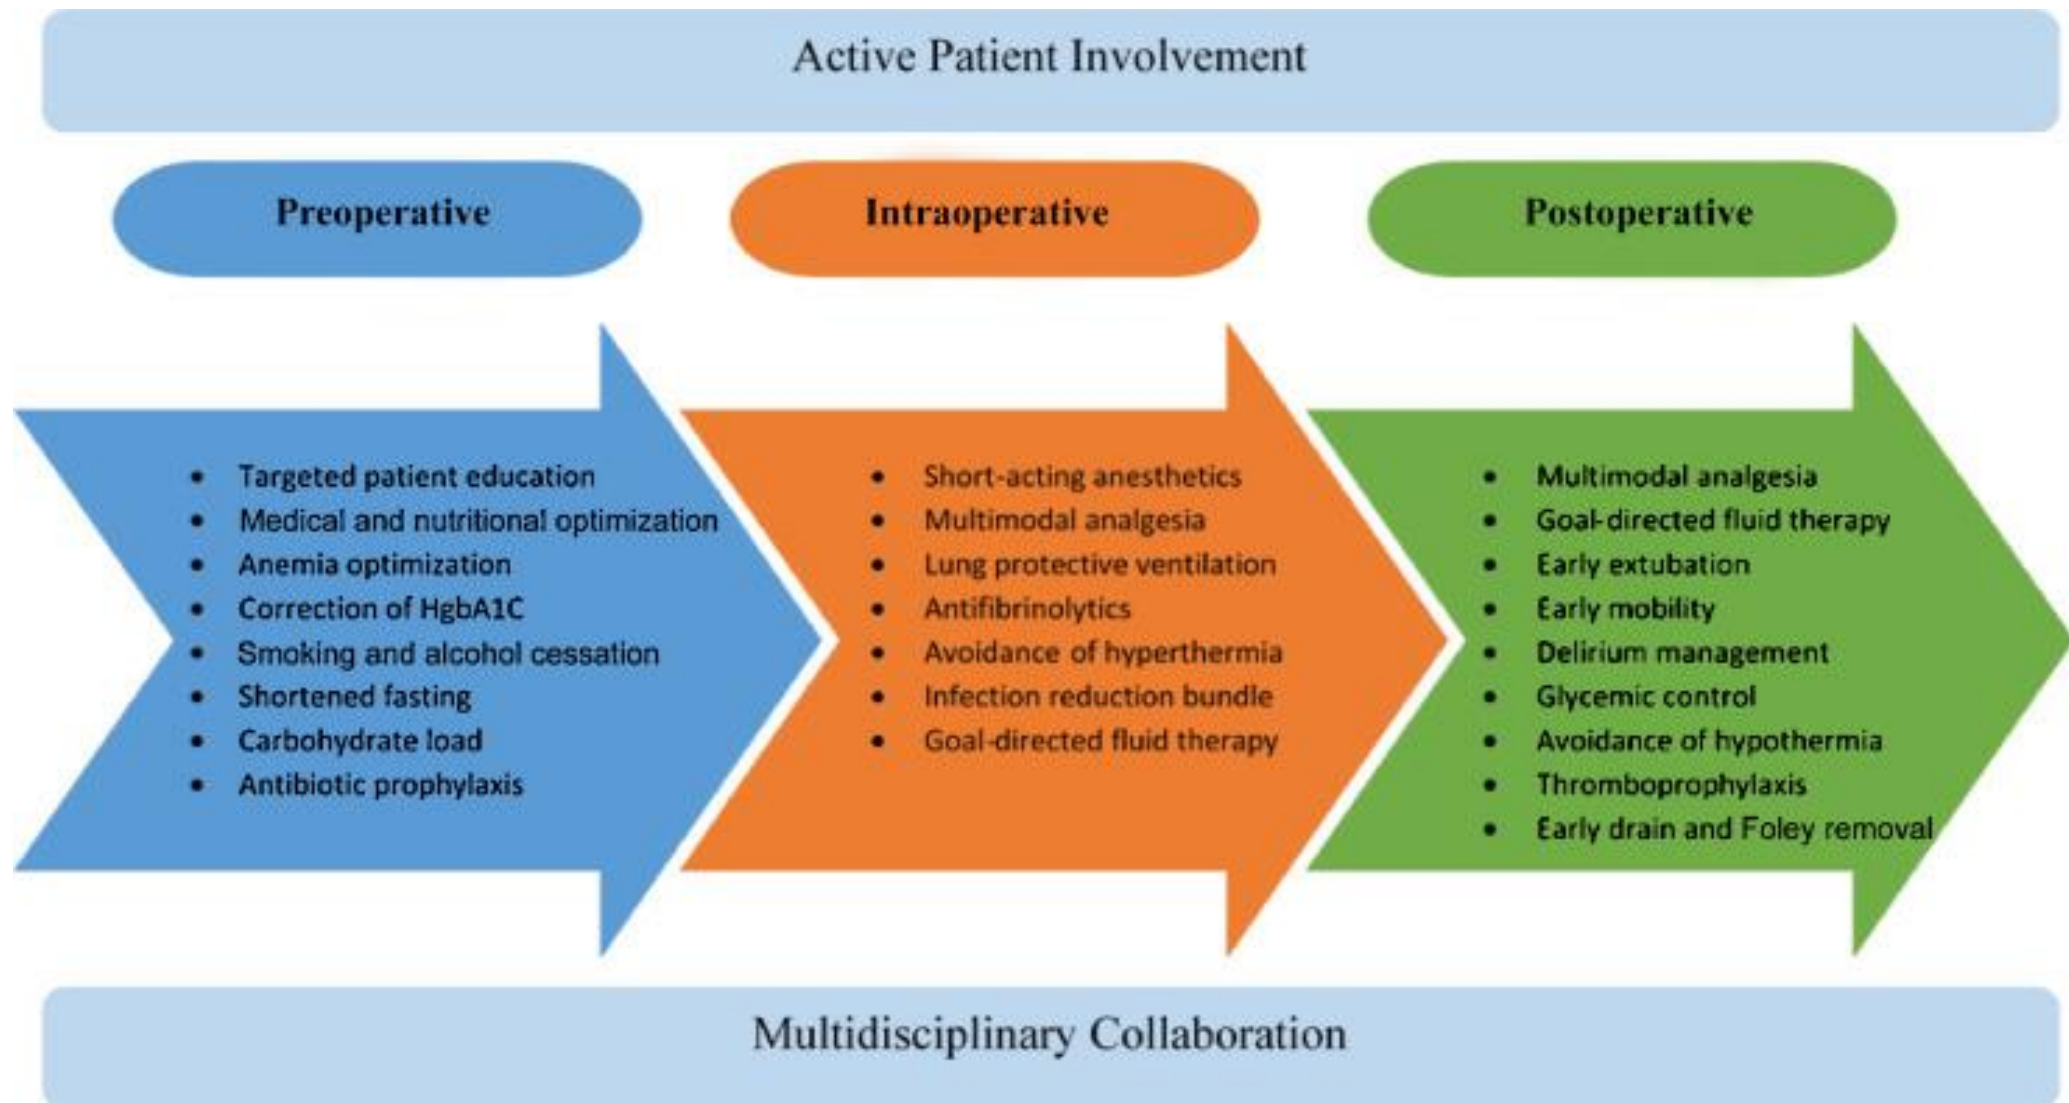 Active Patient Involvement
Preoperative
Intraoperative
Postoperative
• Targeted patient education
• Medical and nutritional optimization
• Anemia optimization
• Correction of HgbA1C
• Smoking and alcohol cessation
• Shortened fasting
• Carbohydrate load
• Antibiotic prophylaxis
• Short-acting anesthetics
• Multimodal analgesia
• Lung protective ventilation
• Antifibrinolytics
• Avoidance of hyperthermia
• Infection reduction bundle
• Goal-directed fluid therapy
• Multimodal analgesia
• Goal-directed fluid therapy
• Early extubation
• Early mobility
• Delirium management
• Glycemic control
• Avoidance of hypothermia
• Thromboprophylaxis
• Early drain and Foley removal
Multidisciplinary Collaboration